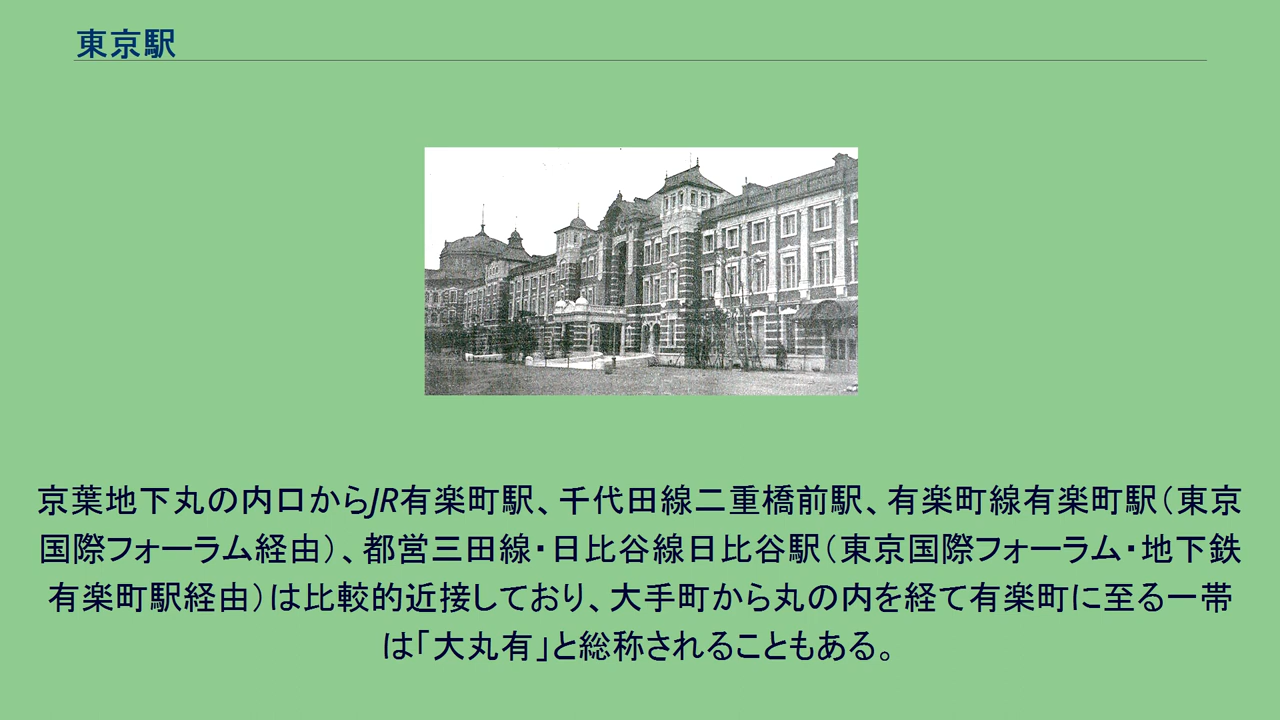 東京駅
京葉地下丸の内口からJR有楽町駅、千代田線二重橋前駅、有楽町線有楽町駅（東京
国際フォーラム経由）、都営三田線・日比谷線日比谷駅（東京国際フォーラム・地下鉄
有楽町駅経由）は比較的近接しており、大手町から丸の内を経て有楽町に至る一帯
は「大丸有」と総称されることもある。